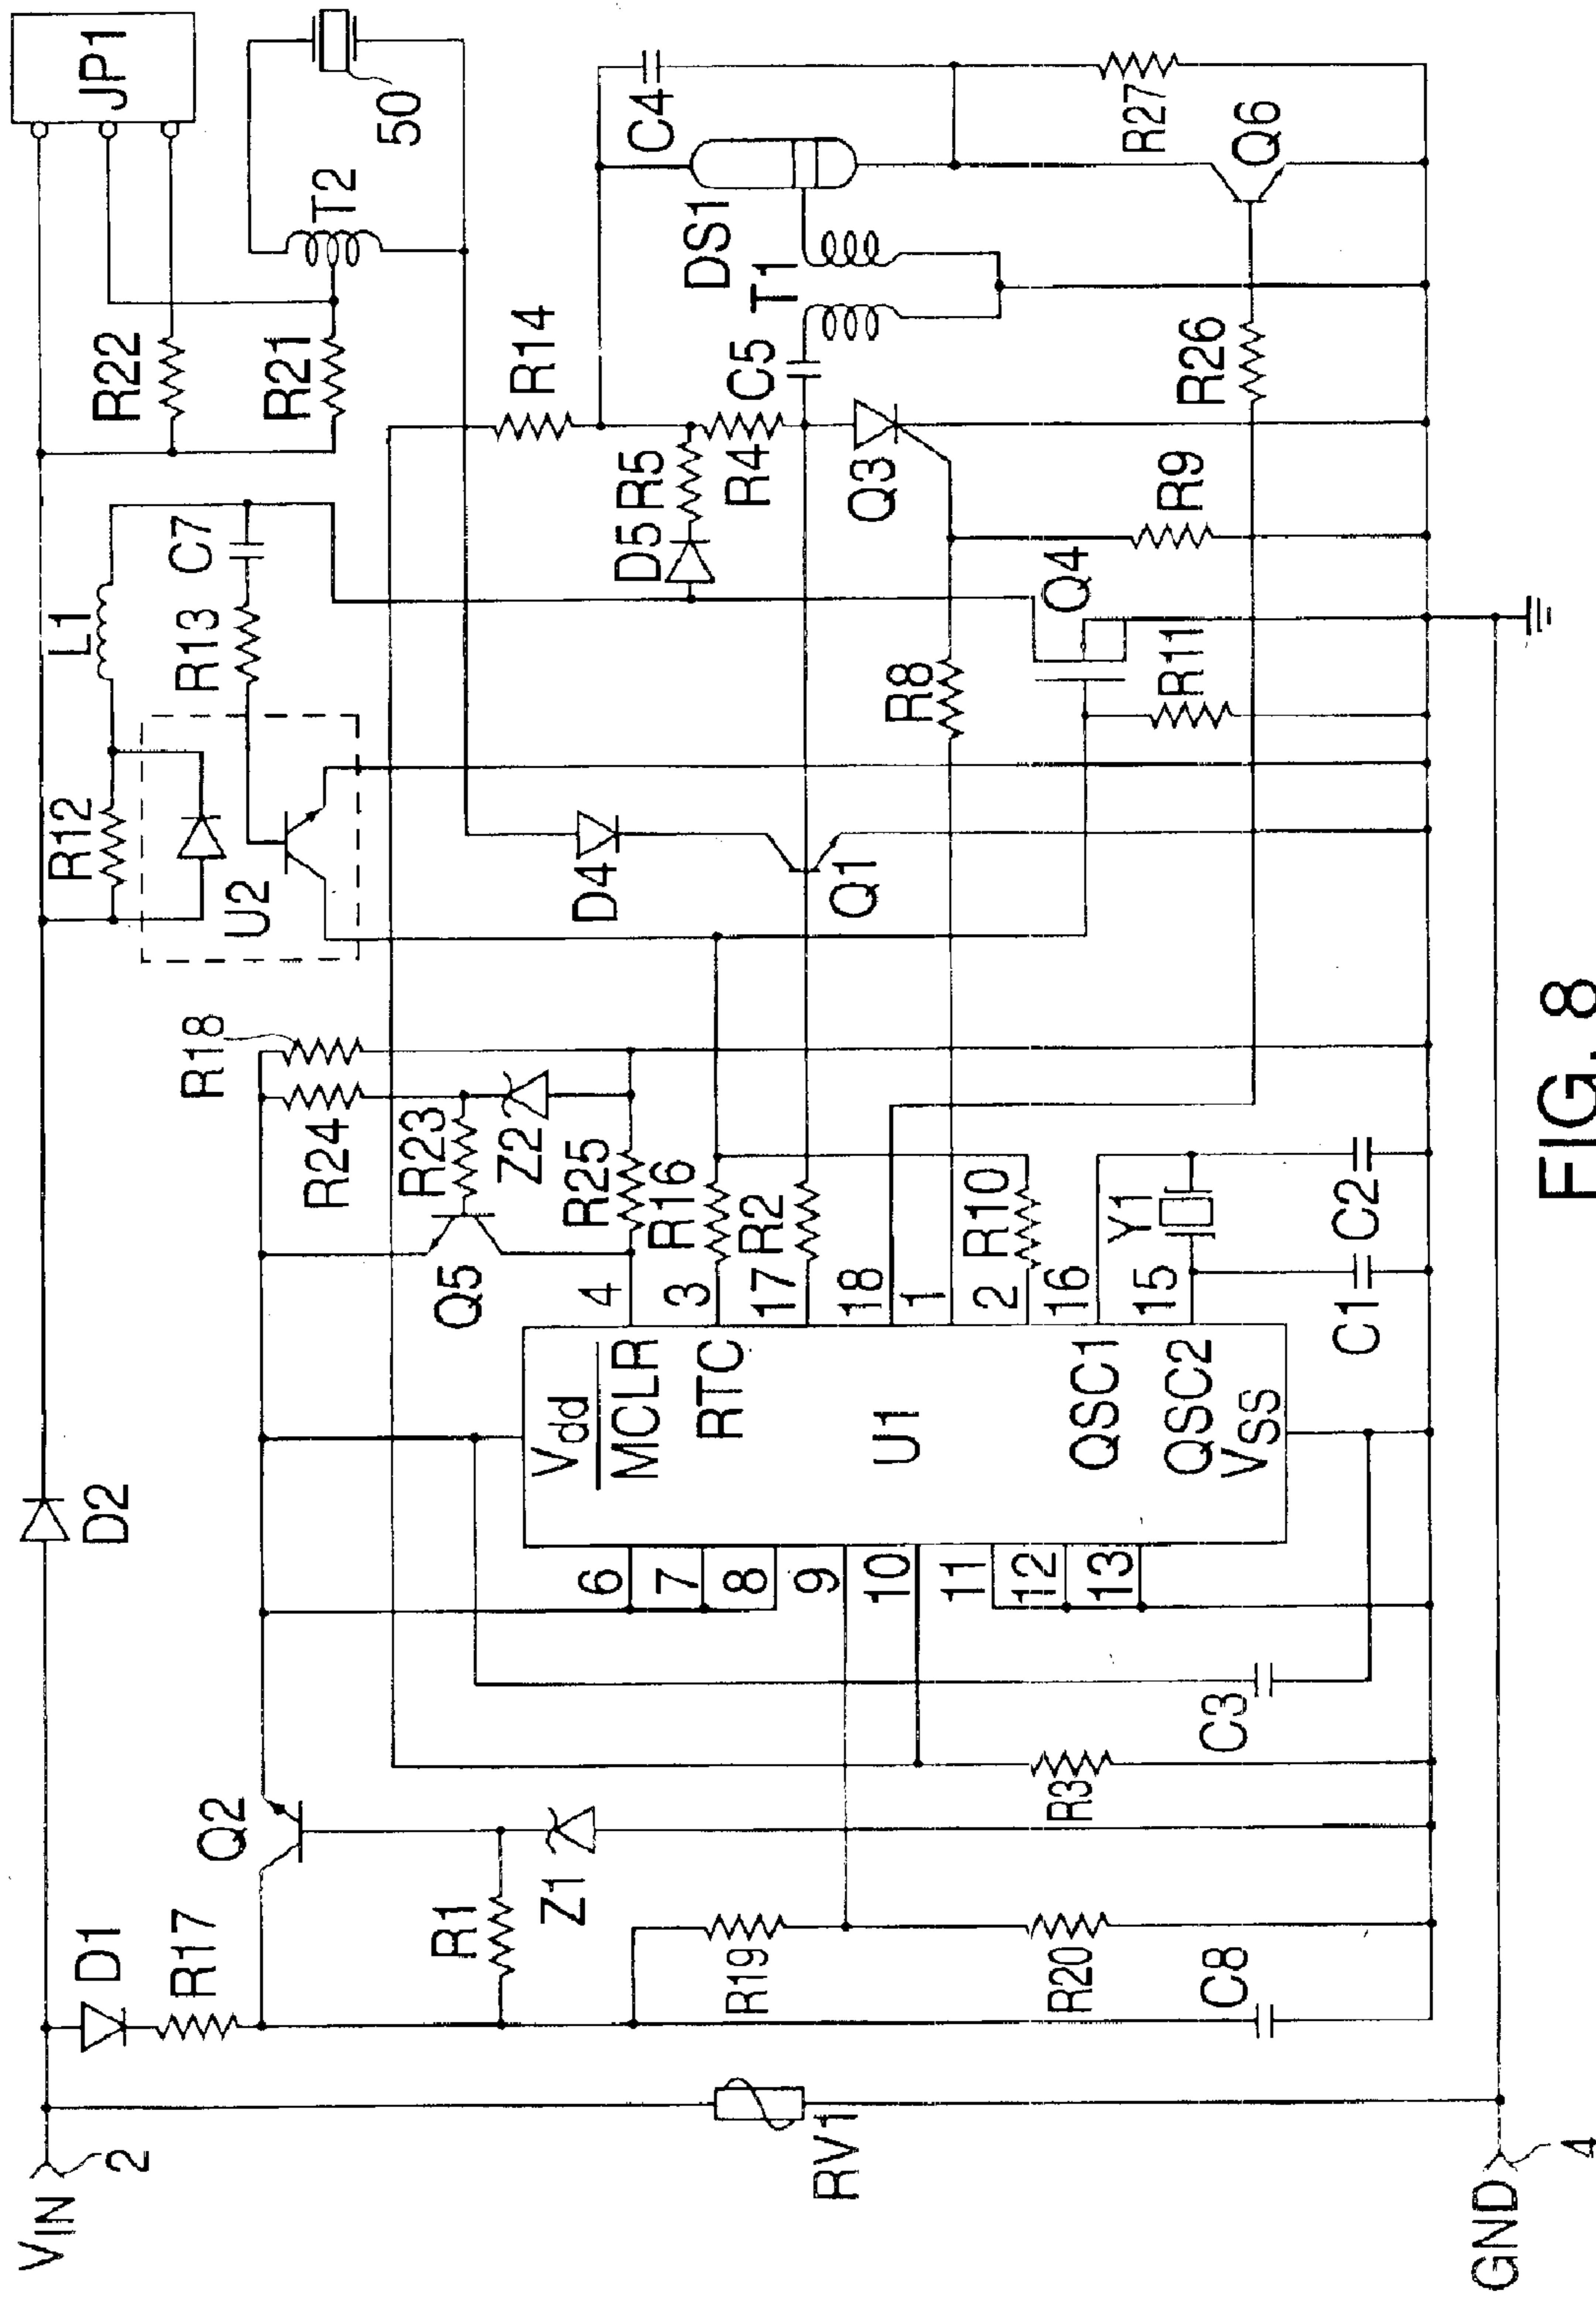 V_IN
2
GND
4
RV1
D1
R17
Q2
R1
Z1
R19
R20
C8
R3
C3
D2
6
7
8
9
10
11
12
13
Vdd
MCLR
RTC
U1
QSC1
QSC2
VSS
4
3
17
18
1
2
16
15
Q5
R18
R24
R23
Z2
R25
R16
R2
R10
Y1
C1
C2
U2
R12
L1
R13
C7
D4
Q1
R8
Q4
R11
R9
D5
R5
R4
Q3
R14
C5
T1
DS1
C4
R26
Q6
R27
R22
R21
T2
50
JP1
FIG. 8